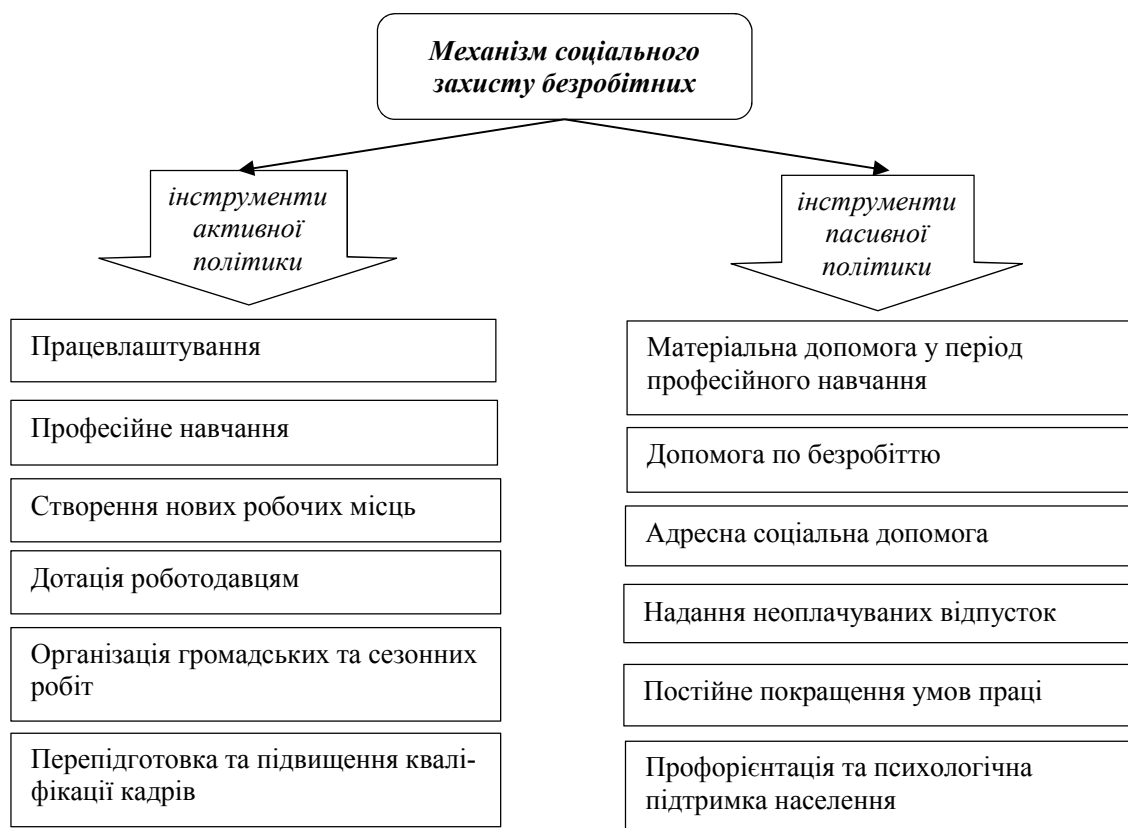 Механізм соціального
захисту безробітних
інструменти
активної
політики
Працевлаштування
Професійне навчання
Створення нових робочих місць
Дотація роботодавцям
Організація громадських та сезонних
робіт
Перепідготовка та підвищення квалі-
фікації кадрів
інструменти
пасивної
політики
Матеріальна допомога у період
професійного навчання
Допомога по безробіттю
Адресна соціальна допомога
Надання неоплачуваних відпусток
Постійне покращення умов праці
Профорієнтація та психологічна
підтримка населення